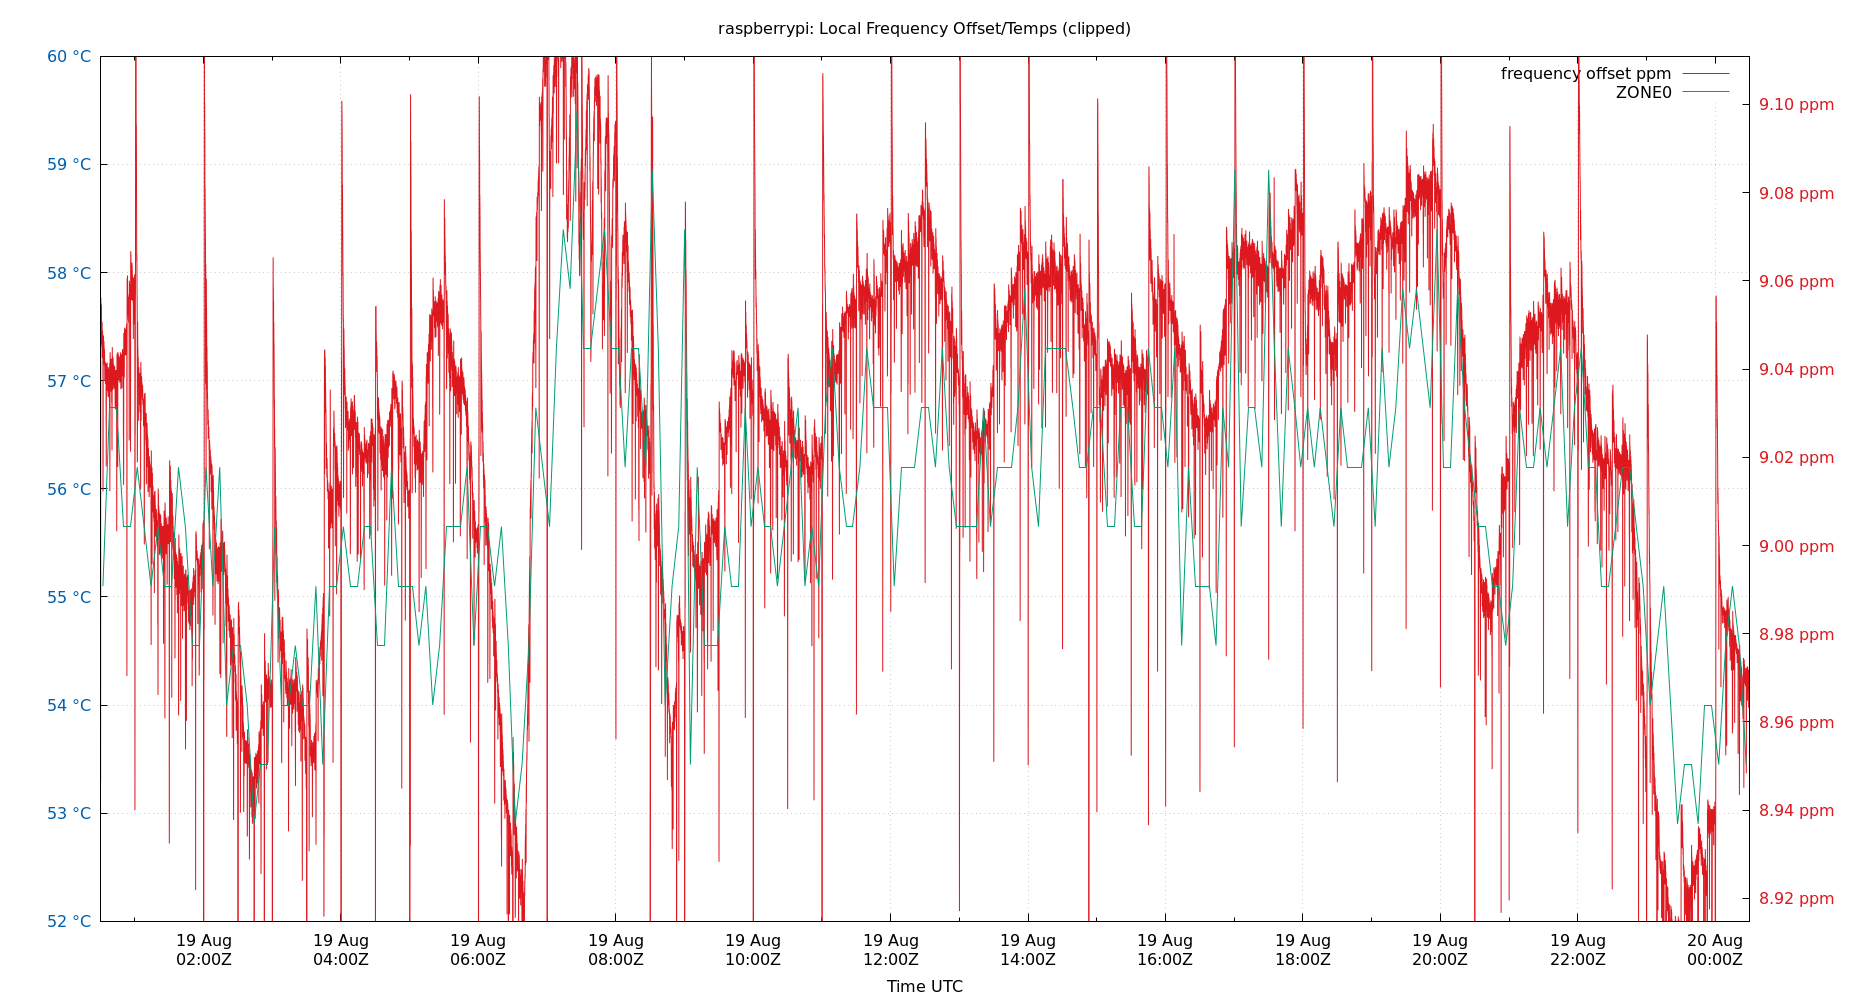 raspberrypi: Local Frequency Offset/Temps (clipped)
frequency offset ppm
ZONE0
60 °C
59 °C
58 °C
57 °C
56 °C
55 °C
54 °C
53 °C
52 °C
9.10 ppm
9.08 ppm
9.06 ppm
9.04 ppm
9.02 ppm
9.00 ppm
8.98 ppm
8.96 ppm
8.94 ppm
8.92 ppm
19 Aug
02:00Z
19 Aug
04:00Z
19 Aug
06:00Z
19 Aug
08:00Z
19 Aug
10:00Z
19 Aug
12:00Z
19 Aug
14:00Z
19 Aug
16:00Z
19 Aug
18:00Z
19 Aug
20:00Z
19 Aug
22:00Z
20 Aug
00:00Z
Time UTC